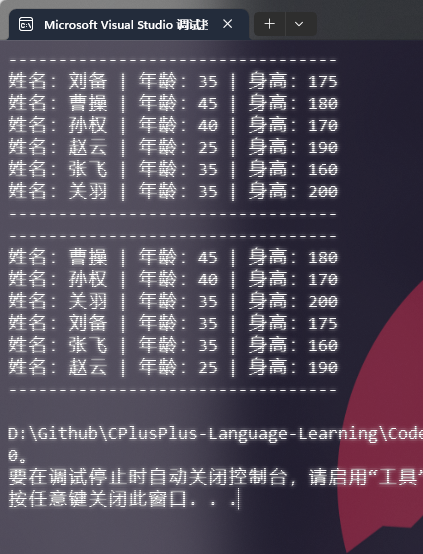 Microsoft Visual Studio 调试控
----------------------------------
姓名: 刘备 | 年龄: 35 | 身高: 175
姓名: 曹操 | 年龄: 45 | 身高: 180
姓名: 孙权 | 年龄: 40 | 身高: 170
姓名: 赵云 | 年龄: 25 | 身高: 190
姓名: 张飞 | 年龄: 35 | 身高: 160
姓名: 关羽 | 年龄: 35 | 身高: 200
----------------------------------
----------------------------------
姓名: 曹操 | 年龄: 45 | 身高: 180
姓名: 孙权 | 年龄: 40 | 身高: 170
姓名: 关羽 | 年龄: 35 | 身高: 200
姓名: 刘备 | 年龄: 35 | 身高: 175
姓名: 张飞 | 年龄: 35 | 身高: 160
姓名: 赵云 | 年龄: 25 | 身高: 190
----------------------------------
D:\Github\CPlusPlus-Language-Learning\Code
0。
要在调试停止时自动关闭控制台，请启用“工具”
按任意键关闭此窗口. . .